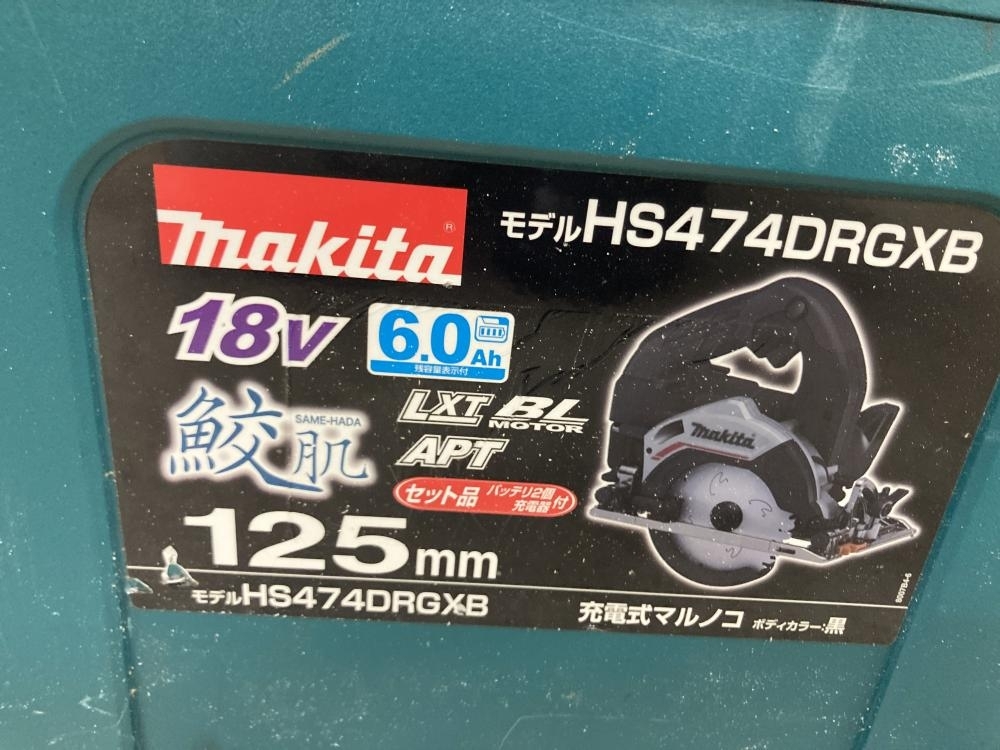 makita®
モデルHS474DRGXB
18V
6.0Ah
残容量表示付
鮫肌
SAME-HADA
LXT BL MOTOR
APT
セット品 バッテリ2個 充電器付
makita
125mm
モデルHS474DRGXB
充電式マルノコ ボディカラー:黒